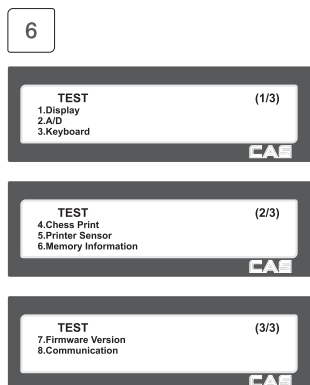 6
TEST (1/3)
1.Display
2.A/D
3.Keyboard
CAS
TEST (2/3)
4.Chess Print
5.Printer Sensor
6.Memory Information
CAS
TEST (3/3)
7.Firmware Version
8.Communication
CAS